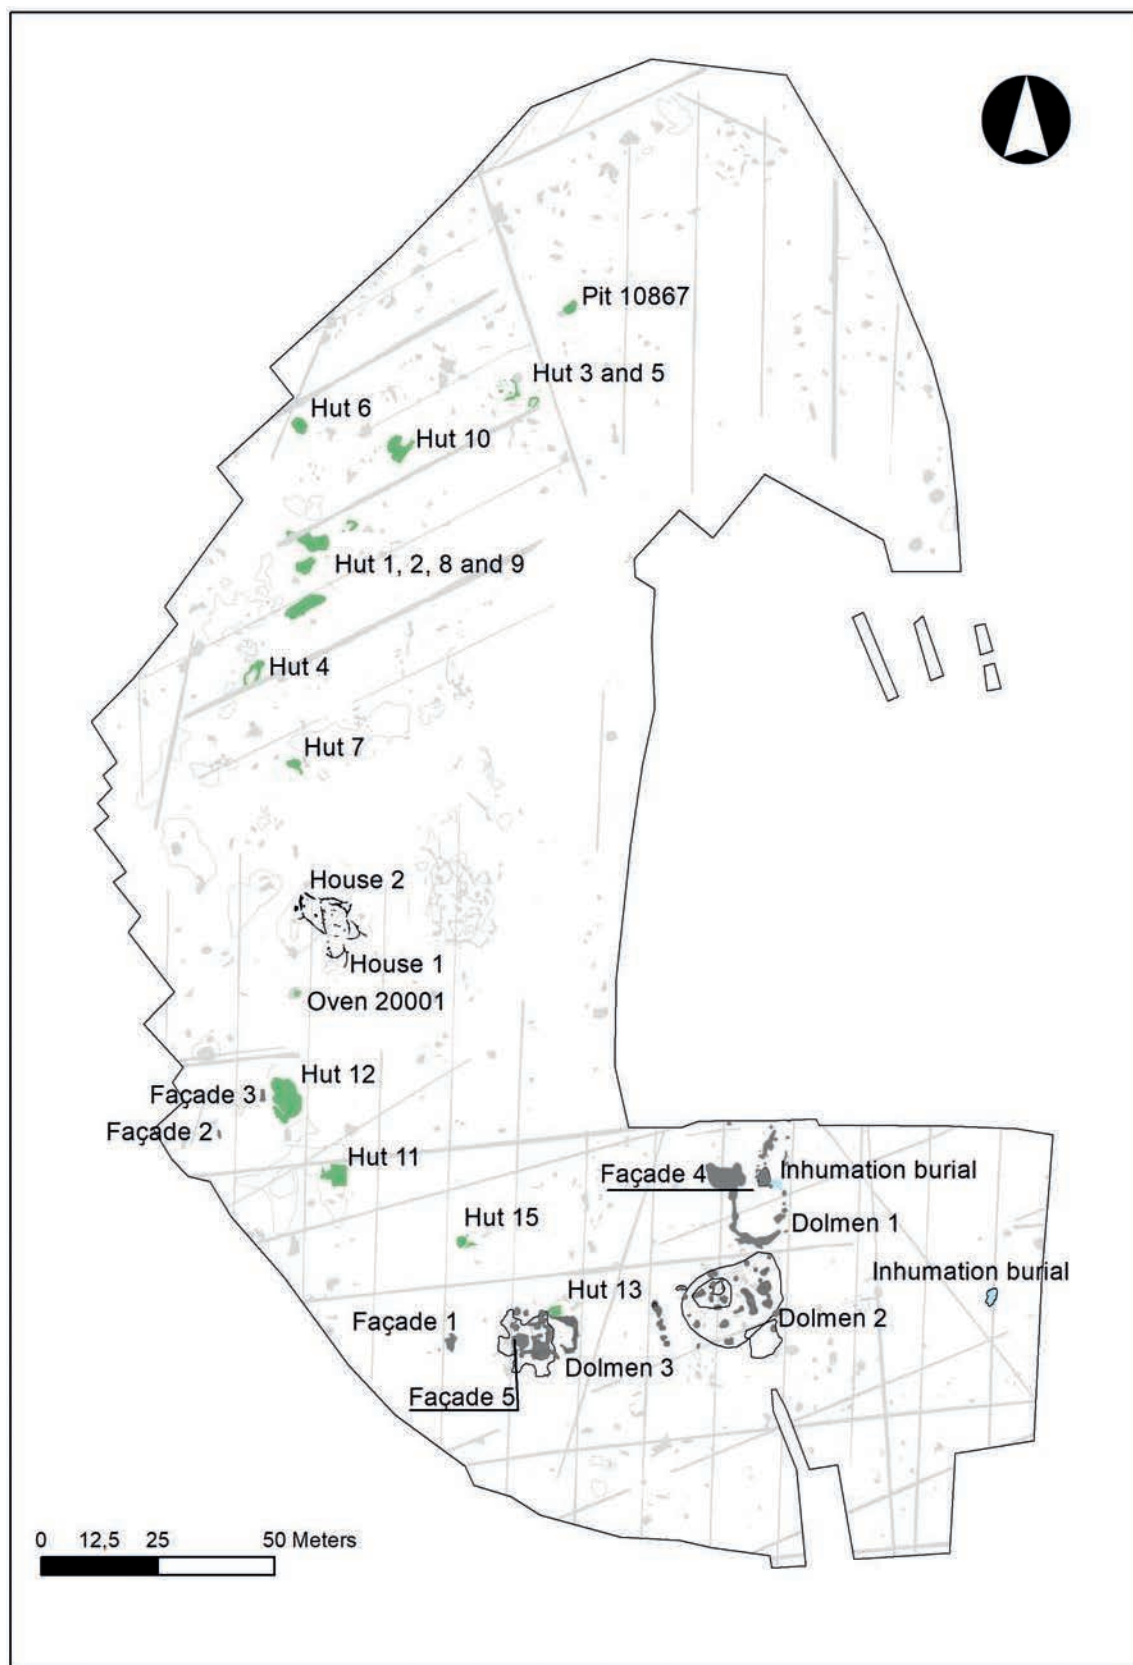 Pit 10867
Hut 3 and 5
Hut 6
Hut 10
Hut 1, 2, 8 and 9
Hut 4
Hut 7
House 2
House 1
Oven 20001
Hut 12
Façade 3
Façade 2
Hut 11
Façade 4
Inhumation burial
Hut 15
Dolmen 1
Inhumation burial
Hut 13
Façade 1
Dolmen 2
Dolmen 3
Façade 5
0 12,5 25 50 Meters